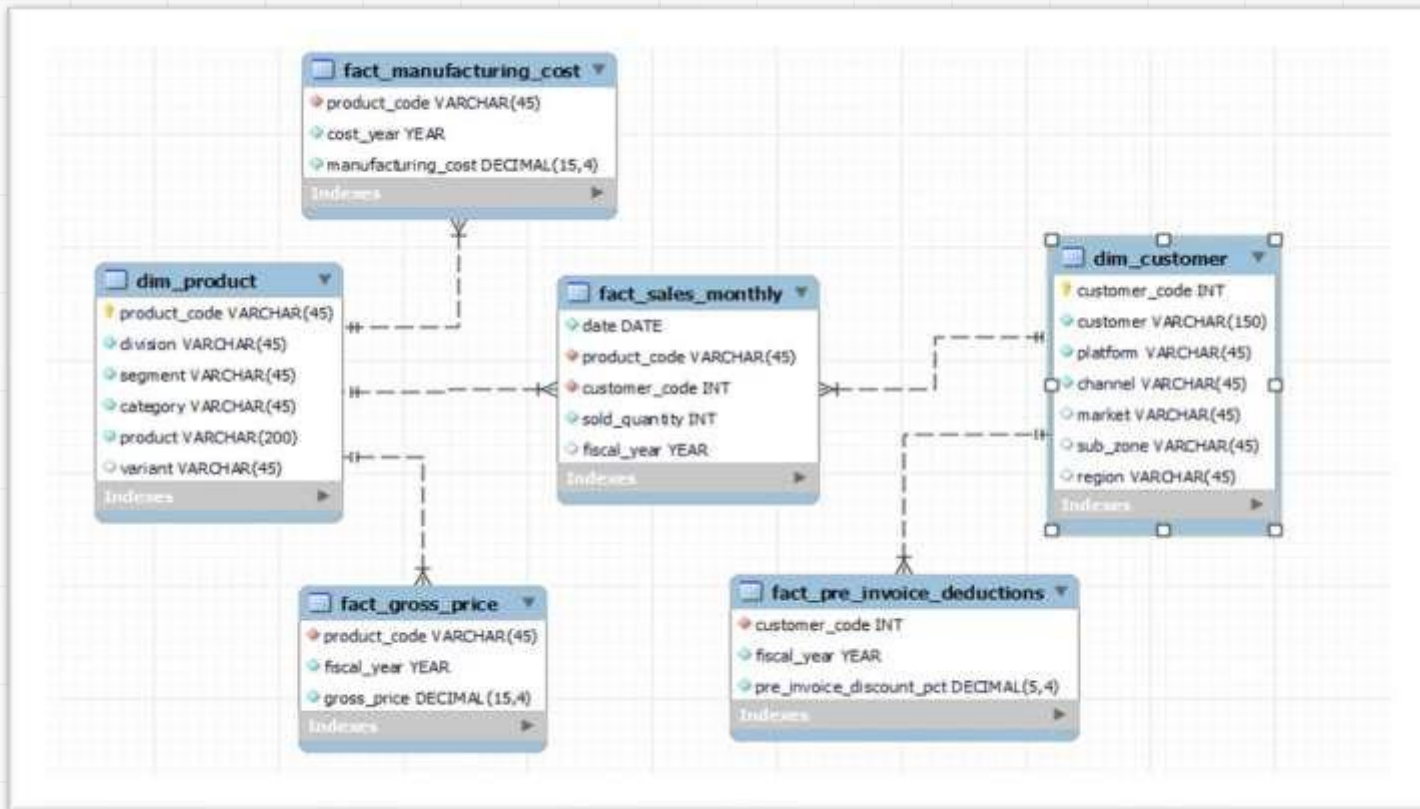 fact_manufacturing_cost
product_code VARCHAR(45)
cost_year YEAR
manufacturing_cost DECIMAL(15,4)
Indexes
dim_product
product_code VARCHAR(45)
division VARCHAR(45)
segment VARCHAR(45)
category VARCHAR(45)
product VARCHAR(200)
variant VARCHAR(45)
Indexes
fact_sales_monthly
date DATE
product_code VARCHAR(45)
customer_code INT
sold_quantity INT
fiscal_year YEAR
Indexes
dim_customer
customer_code INT
customer VARCHAR(150)
platform VARCHAR(45)
channel VARCHAR(45)
market VARCHAR(45)
sub_zone VARCHAR(45)
region VARCHAR(45)
Indexes
fact_gross_price
product_code VARCHAR(45)
fiscal_year YEAR
gross_price DECIMAL(15,4)
Indexes
fact_pre_invoice_deductions
customer_code INT
fiscal_year YEAR
pre_invoice_discount_pct DECIMAL(5,4)
Indexes